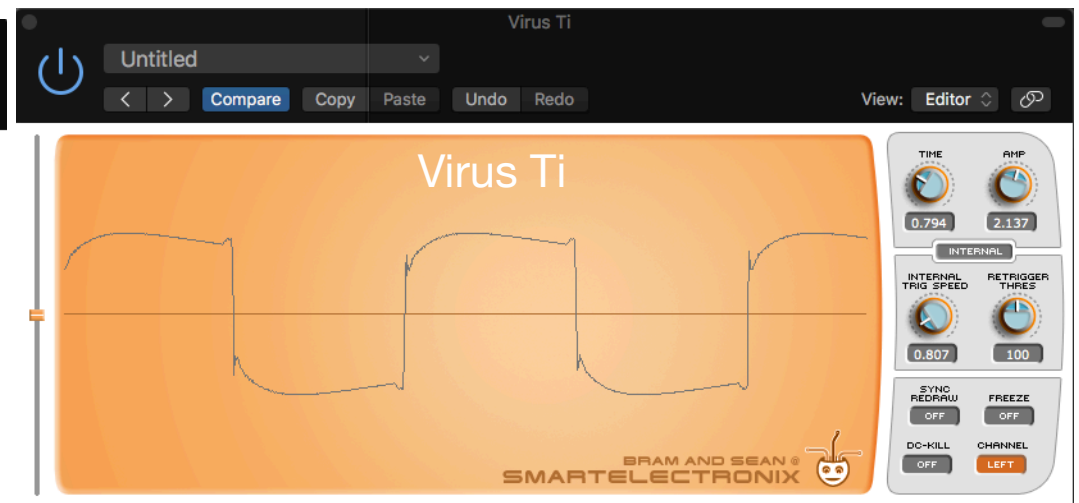 Virus Ti
Untitled
Compare Copy Paste Undo Redo View: Editor
Virus Ti
TIME AMP
0.794 2.137
INTERNAL
INTERNAL TRIG SPEED RETRIGGER THRES
0.807 100
SYNC REDRAW FREEZE
OFF OFF
DC-KILL CHANNEL
OFF LEFT
BRAM AND SEAN @
SMARTELECTRONIX